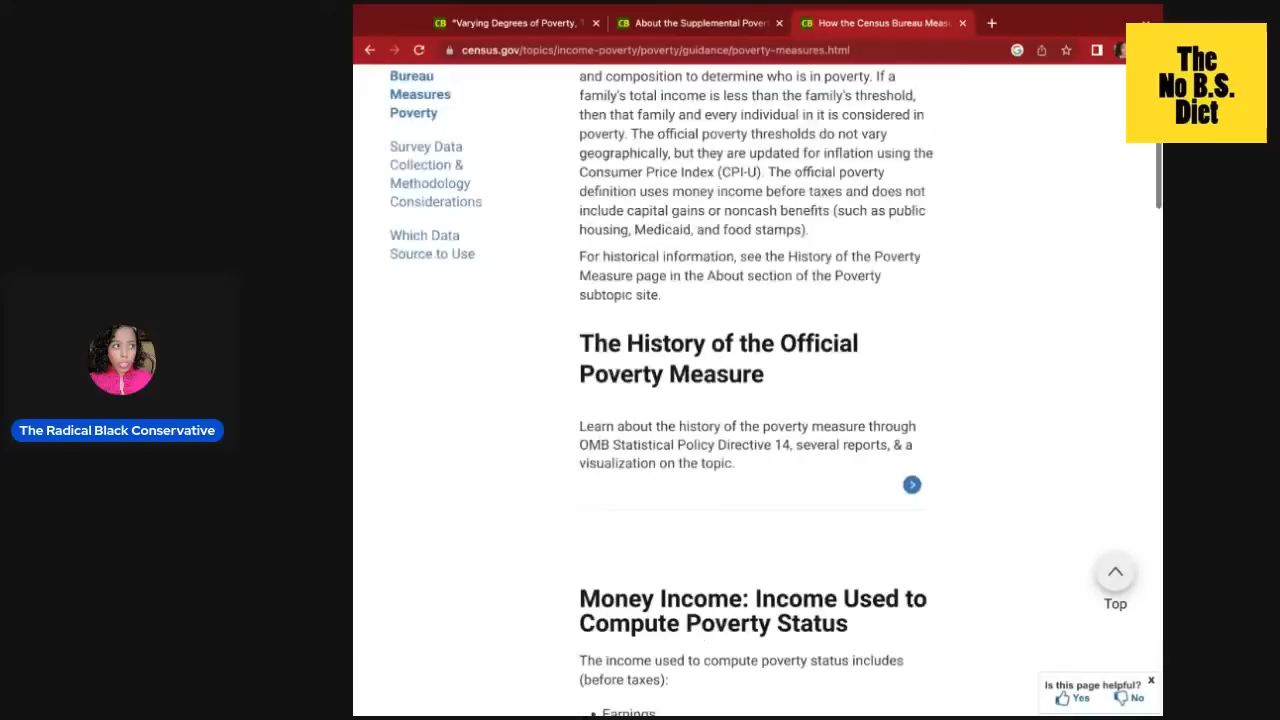 "Varying Degrees of Poverty,
About the Supplemental Pover
How the Census Bureau Meas
census.gov/topics/income-poverty/poverty/guidance/poverty-measures.html
The
No B.S.
Diet
Bureau
Measures
Poverty
Survey Data
Collection &
Methodology
Considerations
Which Data
Source to Use
and composition to determine who is in poverty. If a
family's total income is less than the family's threshold,
then that family and every individual in it is considered in
poverty. The official poverty thresholds do not vary
geographically, but they are updated for inflation using the
Consumer Price Index (CPI-U). The official poverty
definition uses money income before taxes and does not
include capital gains or noncash benefits (such as public
housing, Medicaid, and food stamps).
For historical information, see the History of the Poverty
Measure page in the About section of the Poverty
subtopic site.
The History of the Official
Poverty Measure
Learn about the history of the poverty measure through
OMB Statistical Policy Directive 14, several reports, & a
visualization on the topic.
Money Income: Income Used to
Compute Poverty Status
The income used to compute poverty status includes
(before taxes):
• Earnings
The Radical Black Conservative
Top
Is this page helpful? x
Yes No